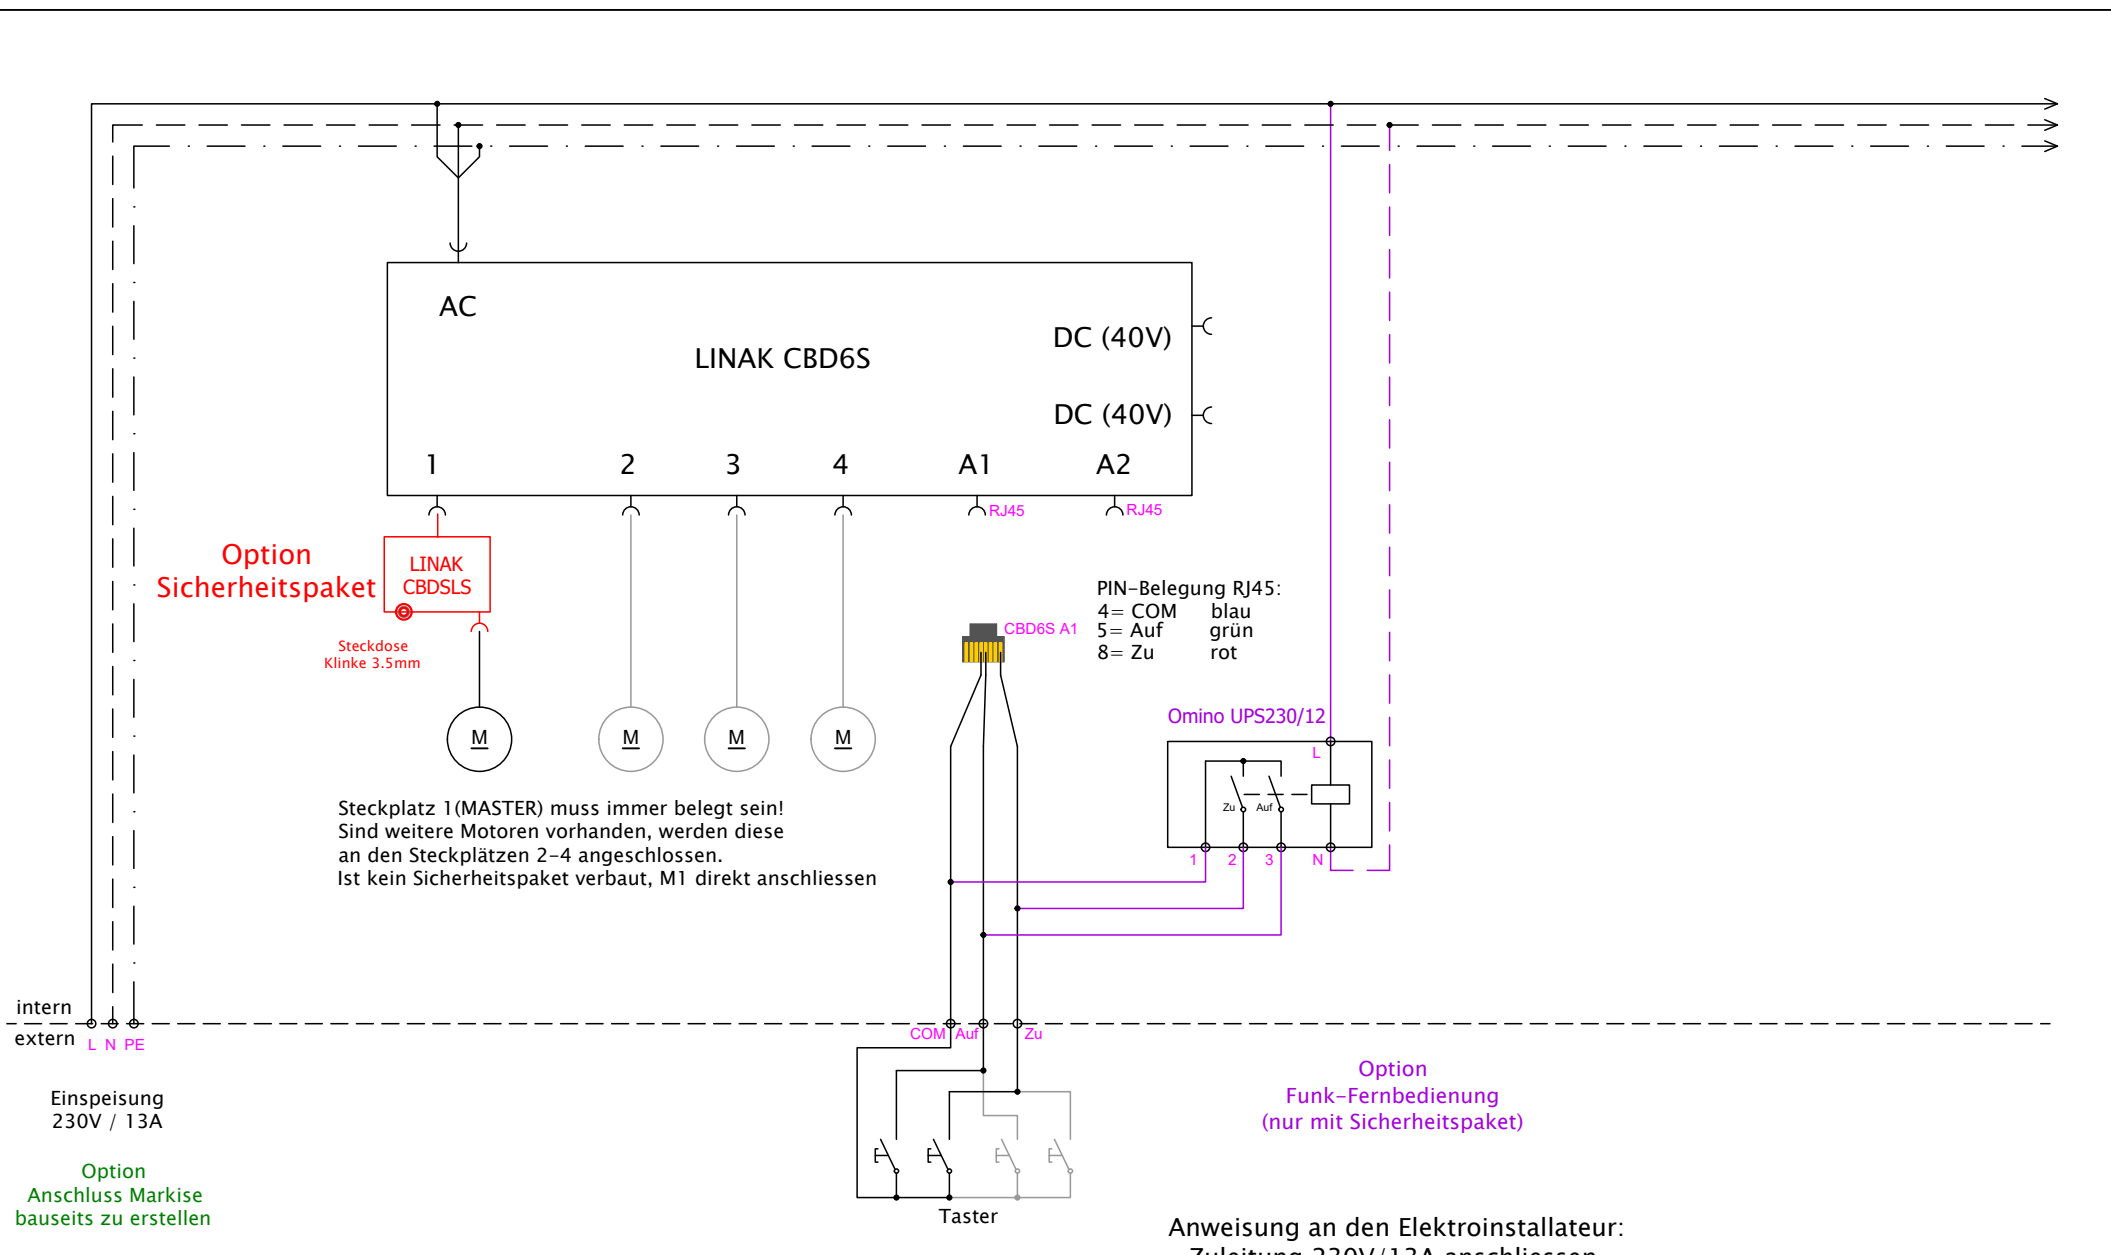 AC
LINAK CBD6S
DC (40V)
DC (40V)
1
2
3
4
A1
A2
RJ45
RJ45
Option
Sicherheitspaket
LINAK
CBDSLS
Steckdose
Klinke 3.5mm
M
M
M
M
CBD6S A1
PIN-Belegung RJ45:
4= COM blau
5= Auf grün
8= Zu rot
Omino UPS230/12
L
Zu
Auf
1
2
3
N
Steckplatz 1(MASTER) muss immer belegt sein!
Sind weitere Motoren vorhanden, werden diese
an den Steckplätzen 2-4 angeschlossen.
Ist kein Sicherheitspaket verbaut, M1 direkt anschliessen
intern
extern
L N PE
COM Auf Zu
Einspeisung
230V / 13A
Option
Anschluss Markise
bauseits zu erstellen
Taster
Option
Funk-Fernbedienung
(nur mit Sicherheitspaket)
Anweisung an den Elektroinstallateur:
Zuleitung 230V/13A anschliessen